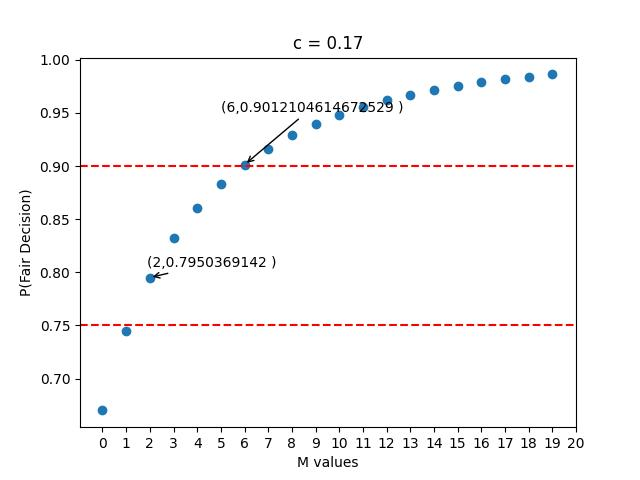 c = 0.17
1.00
(6,0.9012104614672529 )
0.95
0.90
0.85
(2,0.7950369142 )
0.80
0.75
0.70
P(Fair Decision)
0 1 2 3 4 5 6 7 8 9 10 11 12 13 14 15 16 17 18 19 20
M values